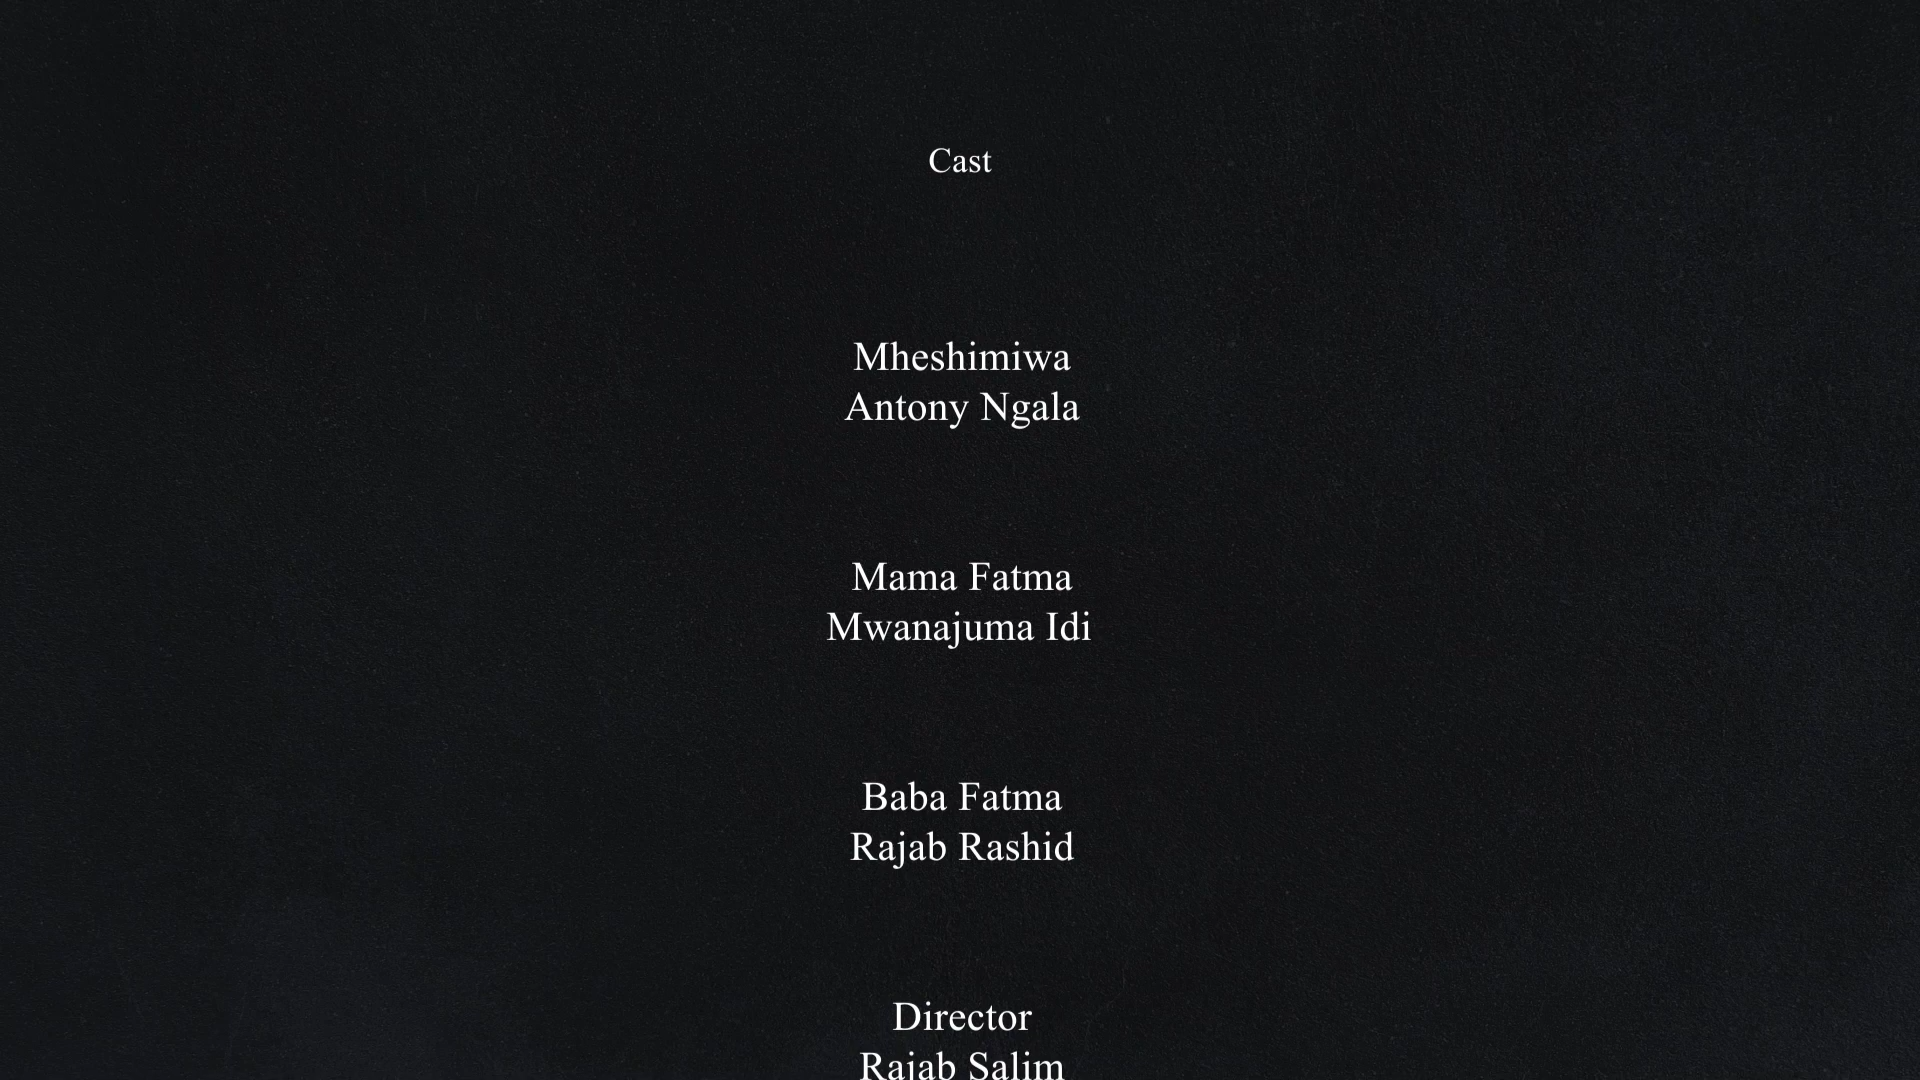 Cast
Mheshimiwa
Antony Ngala
Mama Fatma
Mwanajuma Idi
Baba Fatma
Rajab Rashid
Director
Rajab Salim